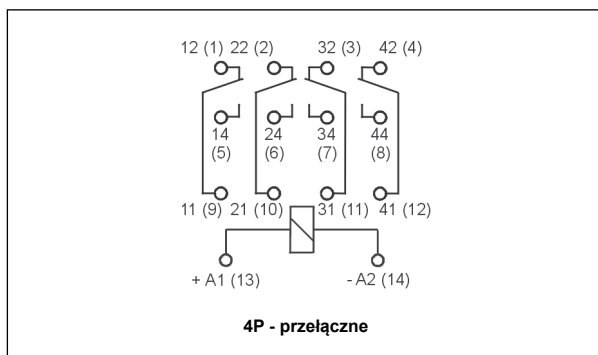 12 (1) 22 (2) 32 (3) 42 (4)
14 24 34 44
(5) (6) (7) (8)
11 (9) 21 (10) 31 (11) 41 (12)
+ A1 (13) - A2 (14)
4P - przełączne